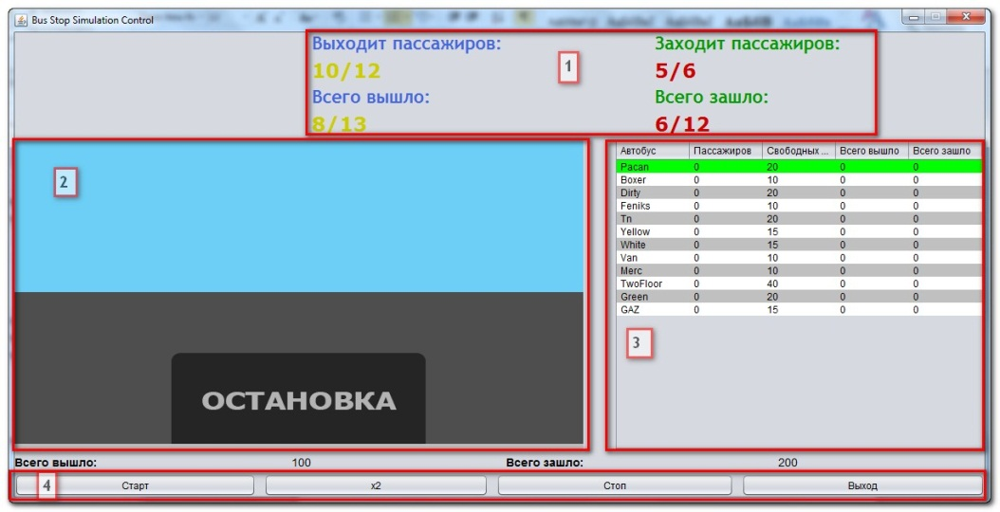 Bus Stop Simulation Control
Выходит пассажиров: Заходит пассажиров:
1
10/12 5/6
Всего вышло: Всего зашло:
8/13 6/12
2
Автобус Пассажиров Свободных ... Всего вышло Всего зашло
Pacan 0 20 0 0
Boxer 0 10 0 0
Dirty 0 20 0 0
Feniks 0 10 0 0
Tn 0 20 0 0
Yellow 0 15 0 0
White 0 15 0 0
Van 0 10 0 0
Merc 0 10 0 0
TwoFloor 0 40 0 0
Green 0 20 0 0
GAZ 0 15 0 0
3
ОСТАНОВКА
Всего вышло: 100 Всего зашло: 200
4 Старт x2 Стоп Выход